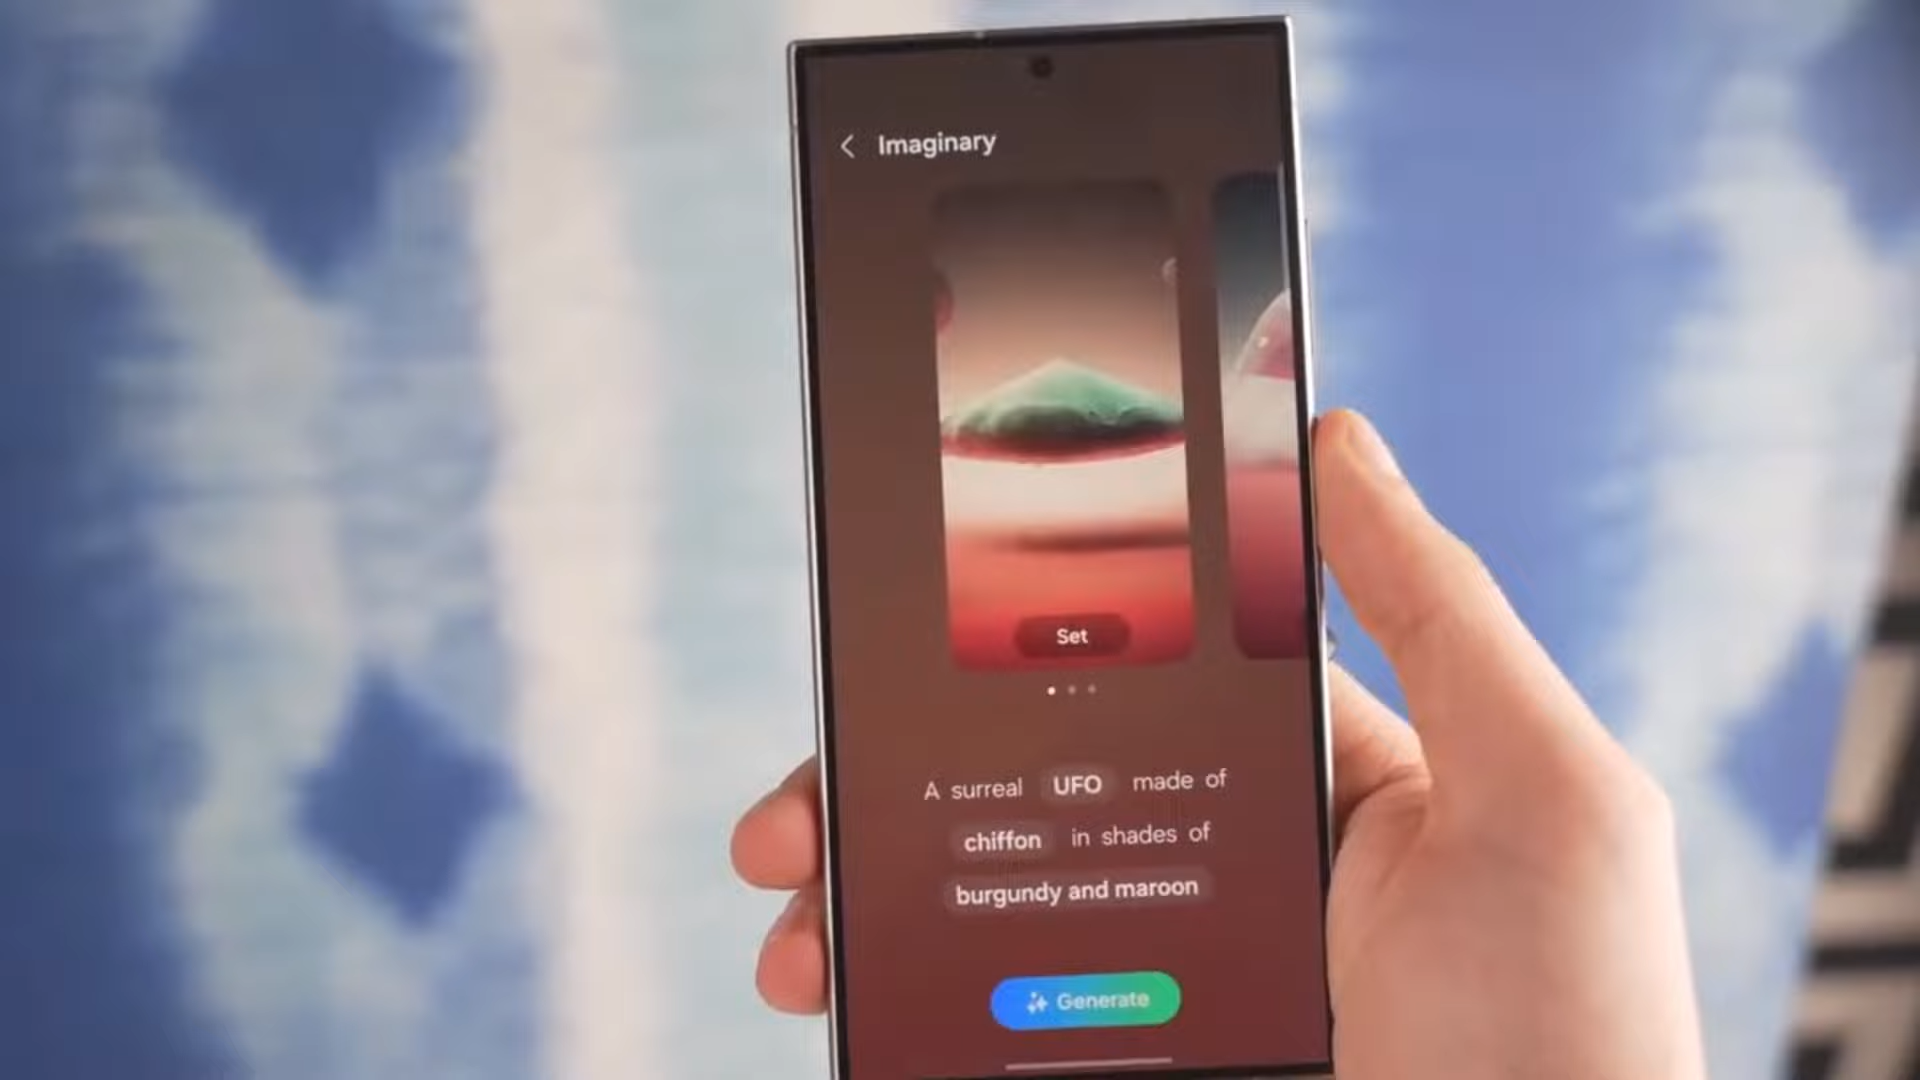 Imaginary
Set
A surreal UFO made of
chiffon in shades of
burgundy and maroon
Generate